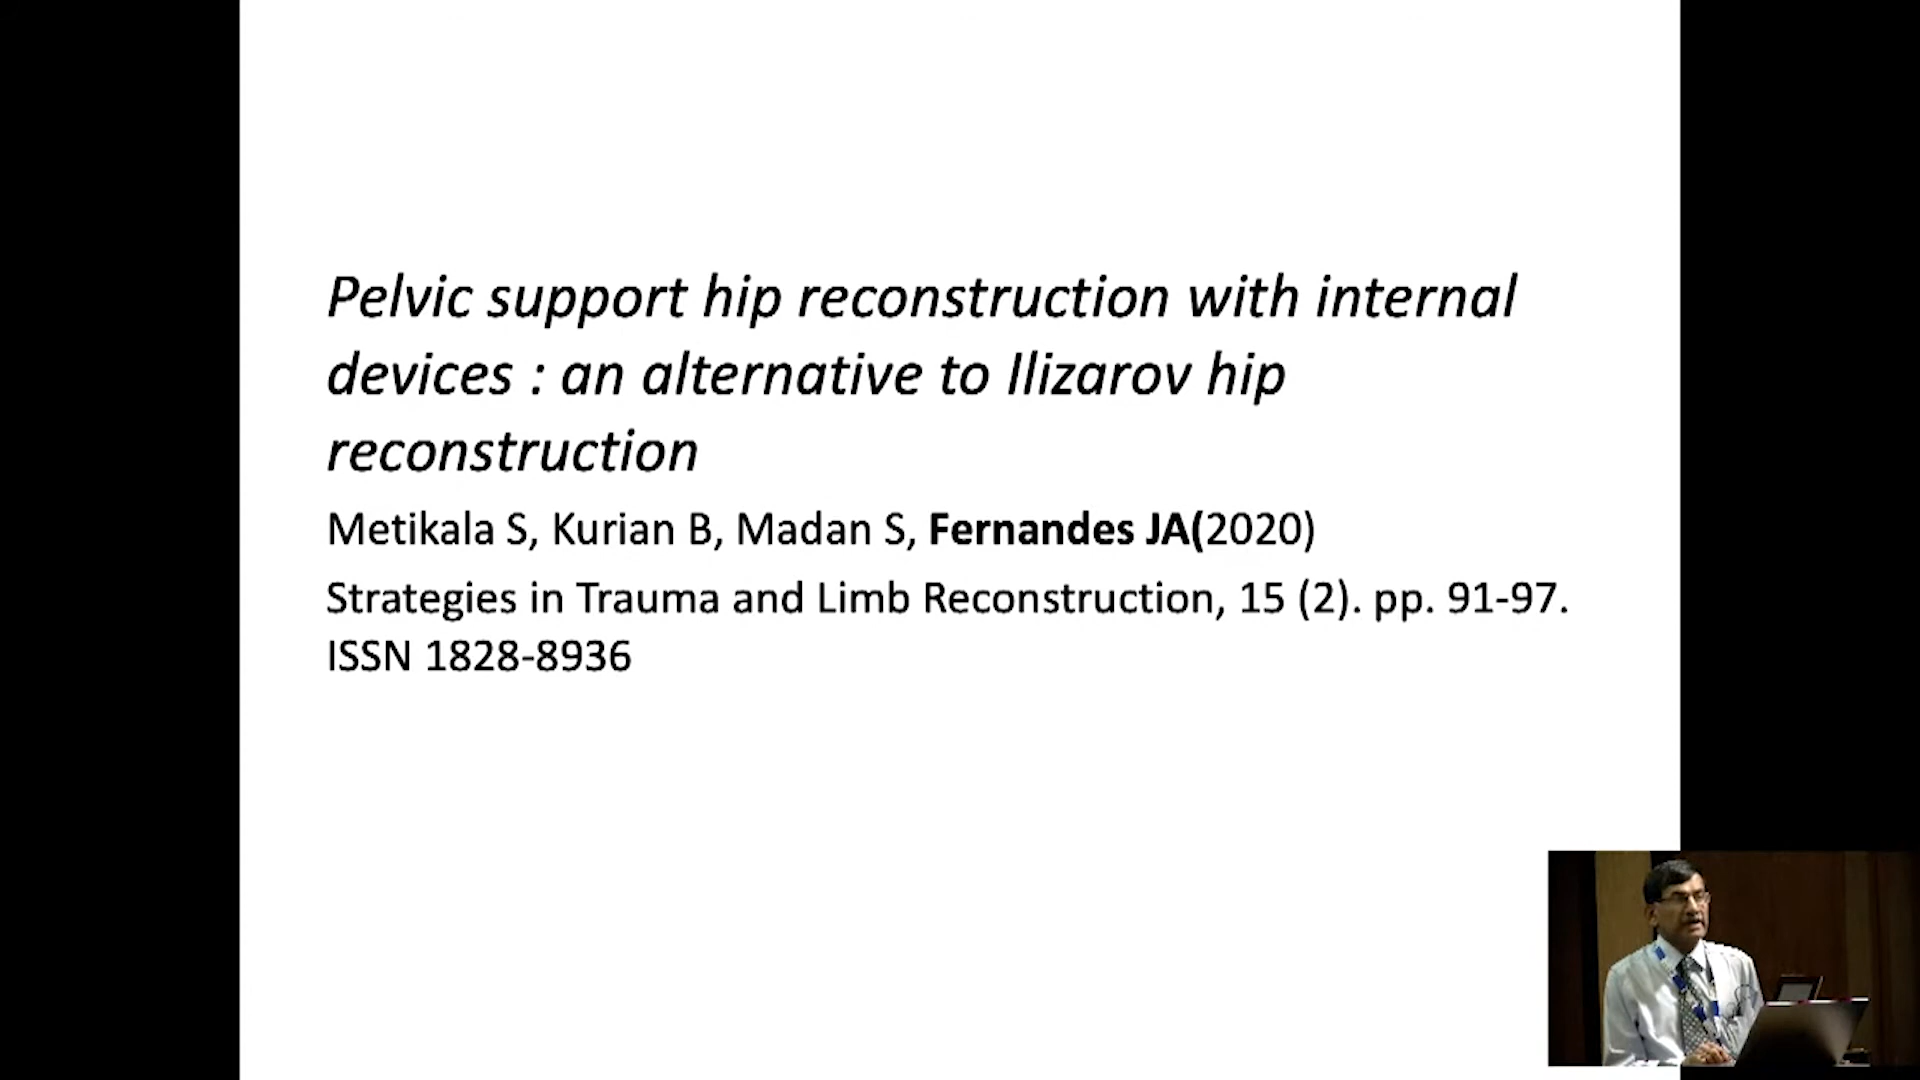 Pelvic support hip reconstruction with internal
devices : an alternative to Ilizarov hip
reconstruction
Metikala S, Kurian B, Madan S, Fernandes JA(2020)
Strategies in Trauma and Limb Reconstruction, 15 (2). pp. 91-97.
ISSN 1828-8936